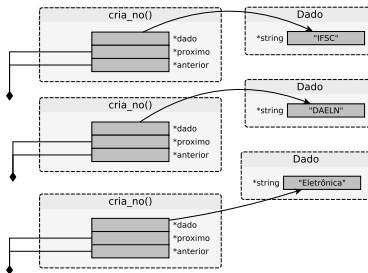 cria_no()
*dado
*proximo
*anterior
Dado
*string "IFSC"
cria_no()
*dado
*proximo
*anterior
Dado
*string "DAELN"
cria_no()
*dado
*proximo
*anterior
Dado
*string "Eletrônica"